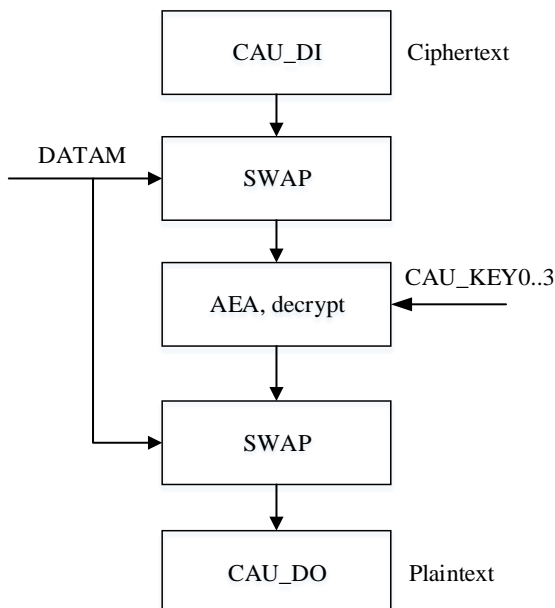 CAU_DI
Ciphertext
DATAM
SWAP
CAU_KEY0..3
AEA, decrypt
SWAP
CAU_DO
Plaintext